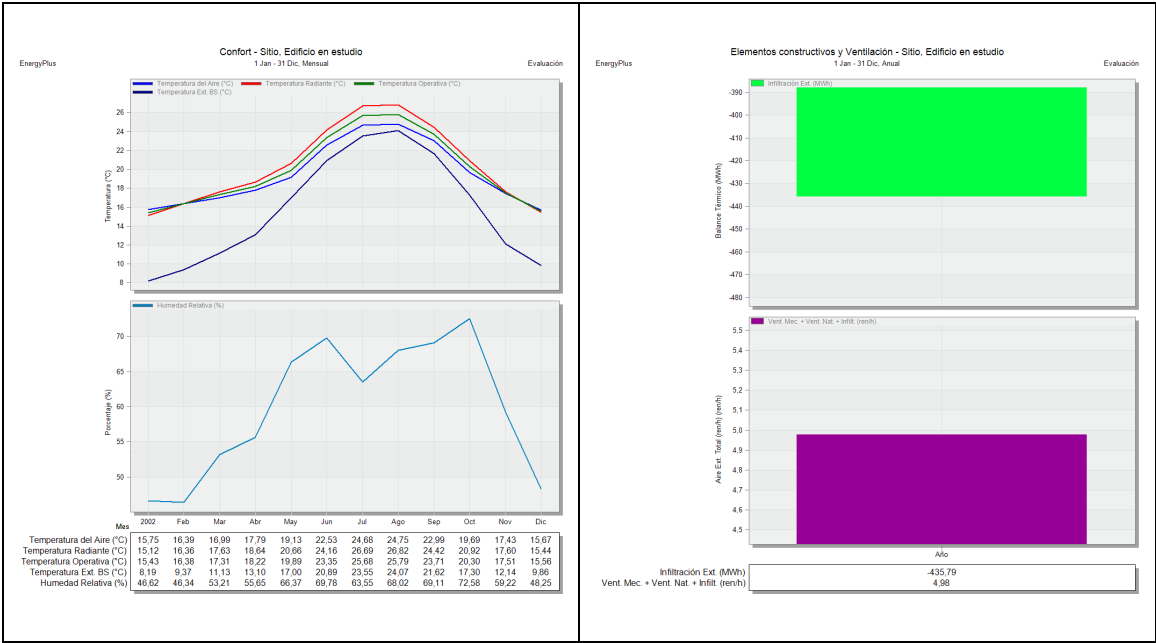 Confort - Sitio, Edificio en estudio
EnergyPlus 1 Jan - 31 Dic, Mensual Evaluación
Temperatura del Aire (°C) Temperatura Radiante (°C) Temperatura Operativa (°C)
Temperatura Ext. BS (°C)
Temperatura (°C)
26
24
22
20
18
16
14
12
10
8
Humedad Relativa (%)
Porcentaje (%)
70
65
60
55
50
Mes 2002 Feb Mar Abr May Jun Jul Ago Sep Oct Nov Dic
Temperatura del Aire (°C) 15,75 16,39 16,99 17,79 19,13 22,53 24,68 24,75 22,99 19,69 17,43 15,67
Temperatura Radiante (°C) 15,12 16,36 17,63 18,64 20,66 24,16 26,69 26,82 24,42 20,92 17,60 15,44
Temperatura Operativa (°C) 15,43 16,38 17,31 18,22 19,89 23,35 25,68 25,79 23,71 20,30 17,51 15,56
Temperatura Ext. BS (°C) 8,19 9,37 11,13 13,10 17,00 20,89 23,55 24,07 21,62 17,30 12,14 9,86
Humedad Relativa (%) 46,62 46,34 53,21 55,65 66,37 69,78 63,55 68,02 69,11 72,58 59,22 48,25
Elementos constructivos y Ventilación - Sitio, Edificio en estudio
EnergyPlus 1 Jan - 31 Dic, Anual Evaluación
Infiltración Ext. (MWh)
Balance Térmico (MWh)
-390
-400
-410
-420
-430
-440
-450
-460
-470
-480
Vent. Mec. + Vent. Nat. + Infilt. (ren/h)
Aire Ext. Total (ren/h) (ren/h)
5,5
5,4
5,3
5,2
5,1
5,0
4,9
4,8
4,7
4,6
4,5
Año
Infiltración Ext. (MWh) -435,79
Vent. Mec. + Vent. Nat. + Infilt. (ren/h) 4,98